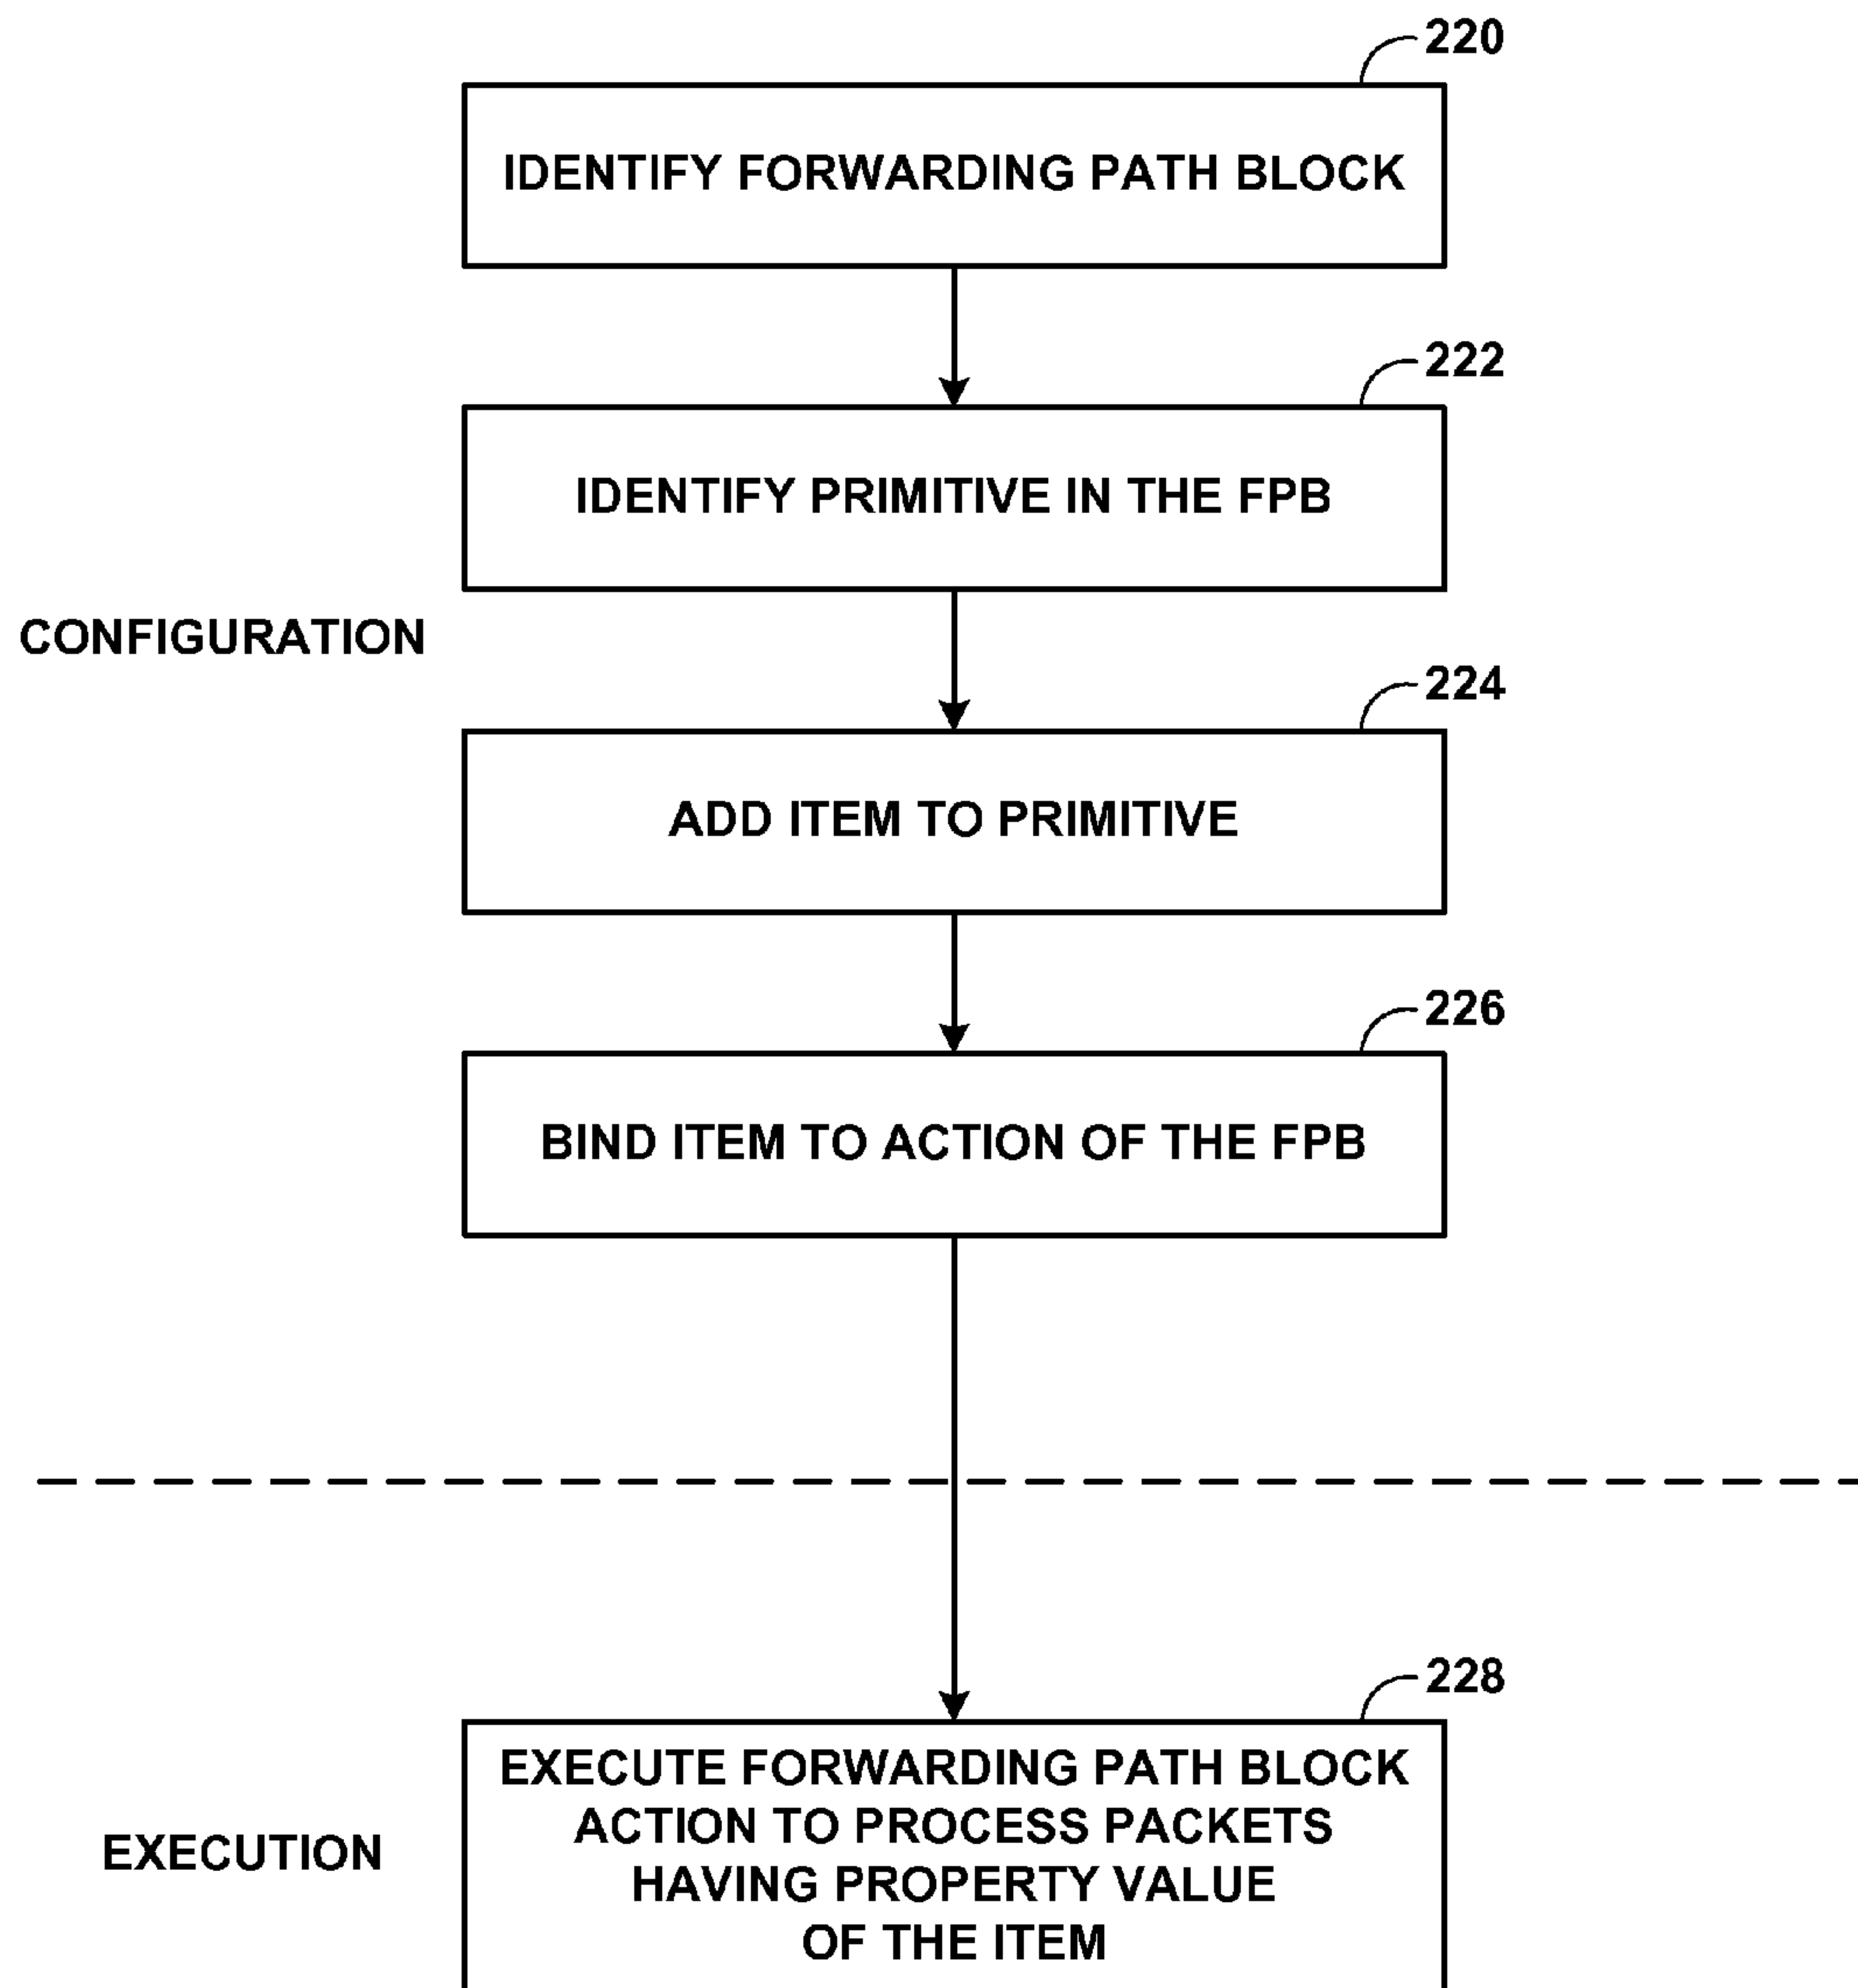 220
IDENTIFY FORWARDING PATH BLOCK
222
IDENTIFY PRIMITIVE IN THE FPB
CONFIGURATION
224
ADD ITEM TO PRIMITIVE
226
BIND ITEM TO ACTION OF THE FPB
228
EXECUTE FORWARDING PATH BLOCK
ACTION TO PROCESS PACKETS
HAVING PROPERTY VALUE
OF THE ITEM
EXECUTION